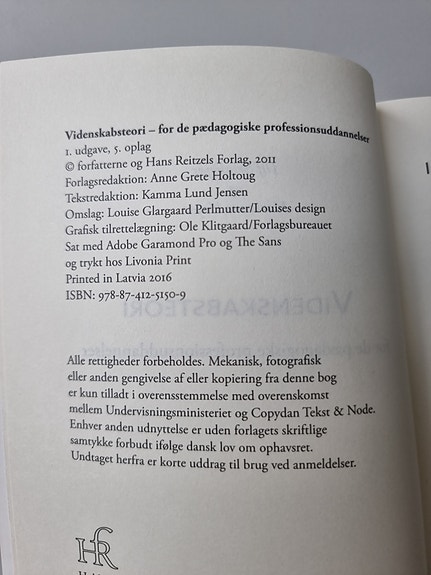 Videnskabsteori – for de pædagogiske professionsuddannelser
1. udgave, 5. oplag
© forfatterne og Hans Reitzels Forlag, 2011
Forlagsredaktion: Anne Grete Holtoug
Tekstredaktion: Kamma Lund Jensen
Omslag: Louise Glargaard Perlmutter/Louises design
Grafisk tilrettelægning: Ole Klitgaard/Forlagsbureauet
Sat med Adobe Garamond Pro og The Sans
og trykt hos Livonia Print
Printed in Latvia 2016
ISBN: 978-87-412-5150-9
VIDENSKABSTEORI
Alle rettigheder forbeholdes. Mekanisk, fotografisk
eller anden gengivelse af eller kopiering fra denne bog
er kun tilladt i overensstemmelse med overenskomst
mellem Undervisningsministeriet og Copydan Tekst & Node.
Enhver anden udnyttelse er uden forlagets skriftlige
samtykke forbudt ifølge dansk lov om ophavsret.
Undtaget herfra er korte uddrag til brug ved anmeldelser.
HR